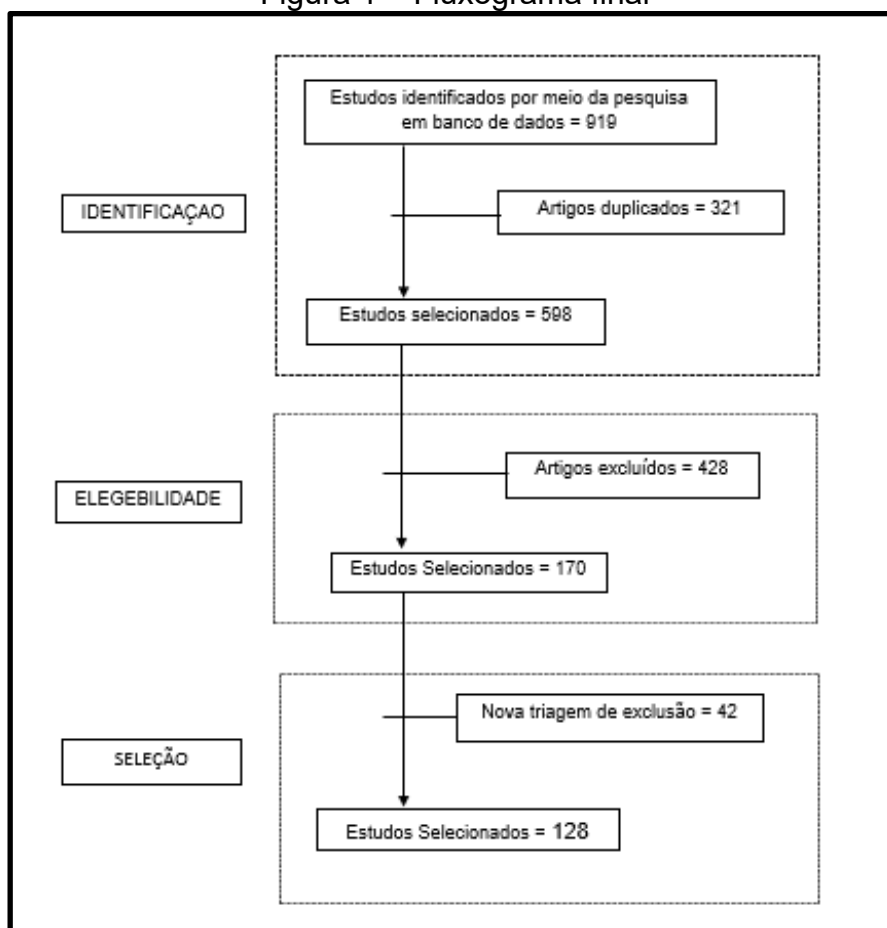 Figura 1 – Fluxograma final
Estudos identificados por meio da pesquisa
em banco de dados = 919
IDENTIFICAÇAO
Artigos duplicados = 321
Estudos selecionados = 598
Artigos excluídos = 428
ELEGEBILIDADE
Estudos Selecionados = 170
Nova triagem de exclusão = 42
SELEÇÃO
Estudos Selecionados = 128